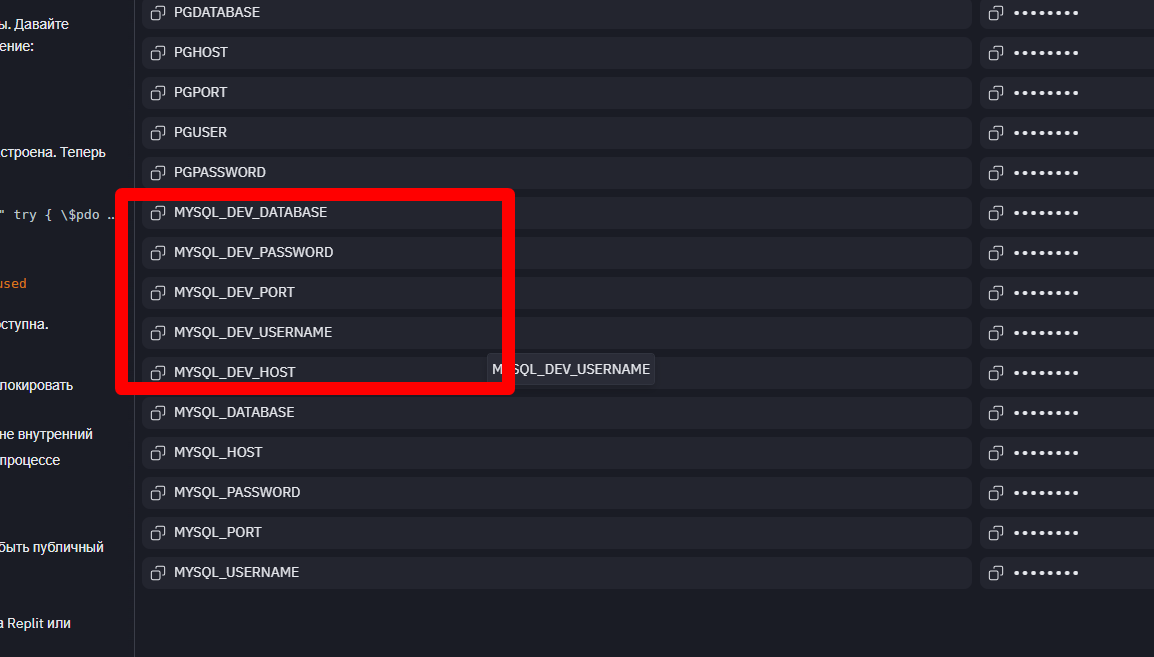 ы. Давайте
ение:
строена. Теперь
" try { \$pdo …
used
оступна.
локировать
не внутренний
процессе
быть публичный
а Replit или
PGDATABASE ••••••••
PGHOST ••••••••
PGPORT ••••••••
PGUSER ••••••••
PGPASSWORD ••••••••
MYSQL_DEV_DATABASE ••••••••
MYSQL_DEV_PASSWORD ••••••••
MYSQL_DEV_PORT ••••••••
MYSQL_DEV_USERNAME ••••••••
MYSQL_DEV_HOST ••••••••
MYSQL_DEV_USERNAME
MYSQL_DATABASE ••••••••
MYSQL_HOST ••••••••
MYSQL_PASSWORD ••••••••
MYSQL_PORT ••••••••
MYSQL_USERNAME ••••••••